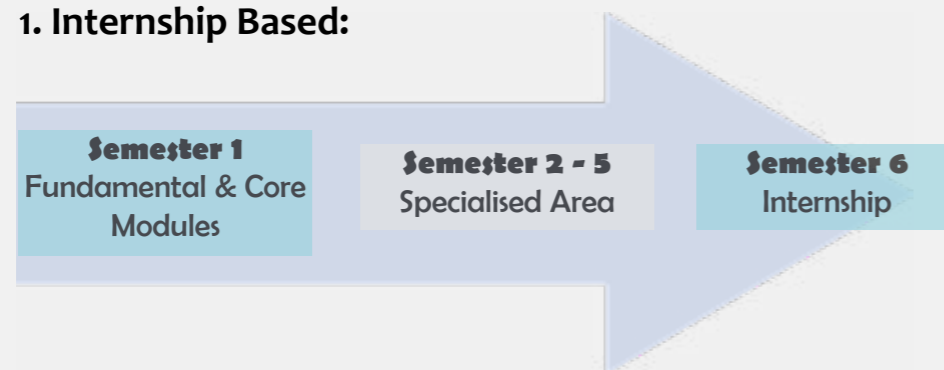 1. Internship Based:
Semester 1
Fundamental & Core
Modules
Semester 2 - 5
Specialised Area
Semester 6
Internship